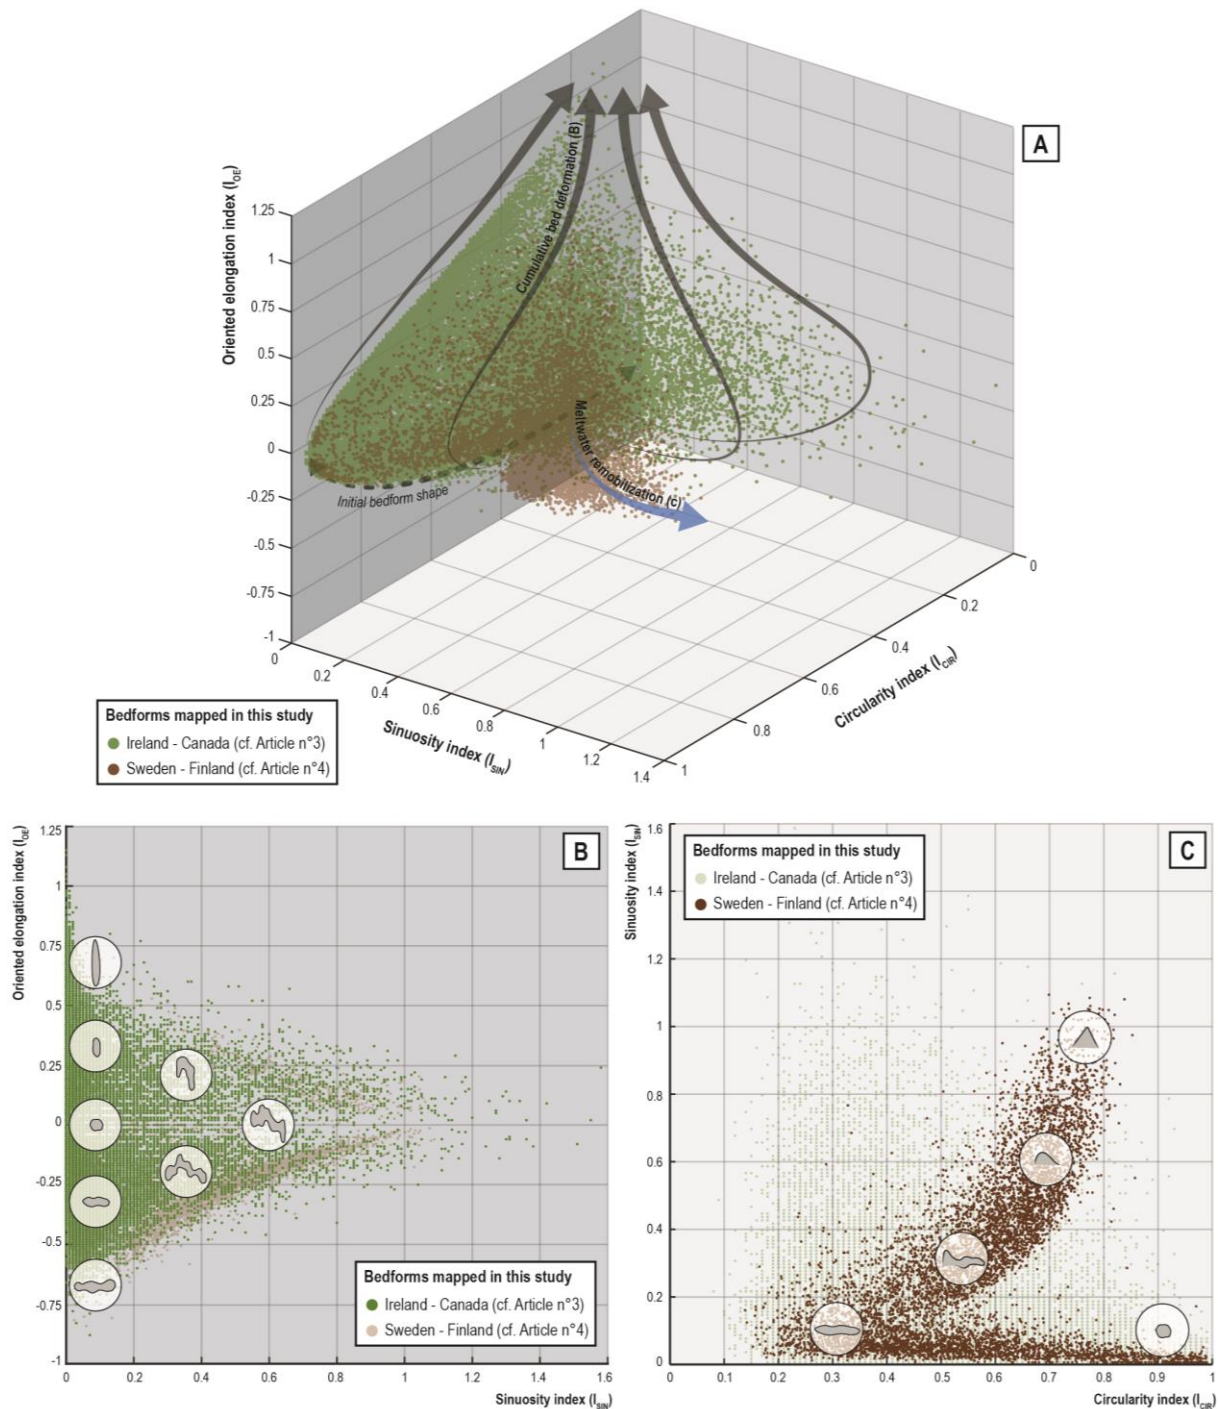 A
Oriented elongation index (I_OE)
1.25
1
0.75
0.5
0.25
0
-0.25
-0.5
-0.75
-1
Cumulative bed deformation (B)
Meltwater remobilization (c)
Initial bedform shape
0
0.2
0.4
0.6
0.8
1
1.2
1.4
Sinuosity index (I_SIN)
0
0.2
0.4
0.6
0.8
1
Circularity index (I_CIR)
Bedforms mapped in this study
Ireland - Canada (cf. Article n°3)
Sweden - Finland (cf. Article n°4)
B
Oriented elongation index (I_OE)
1.25
1
0.75
0.5
0.25
0
-0.25
-0.5
-0.75
-1
Bedforms mapped in this study
Ireland - Canada (cf. Article n°3)
Sweden - Finland (cf. Article n°4)
0 0.2 0.4 0.6 0.8 1 1.2 1.4 1.6
Sinuosity index (I_SIN)
C
Sinuosity index (I_SIN)
Bedforms mapped in this study
Ireland - Canada (cf. Article n°3)
Sweden - Finland (cf. Article n°4)
1.6
1.4
1.2
1
0.8
0.6
0.4
0.2
0
0 0.1 0.2 0.3 0.4 0.5 0.6 0.7 0.8 0.9 1
Circularity index (I_CIR)